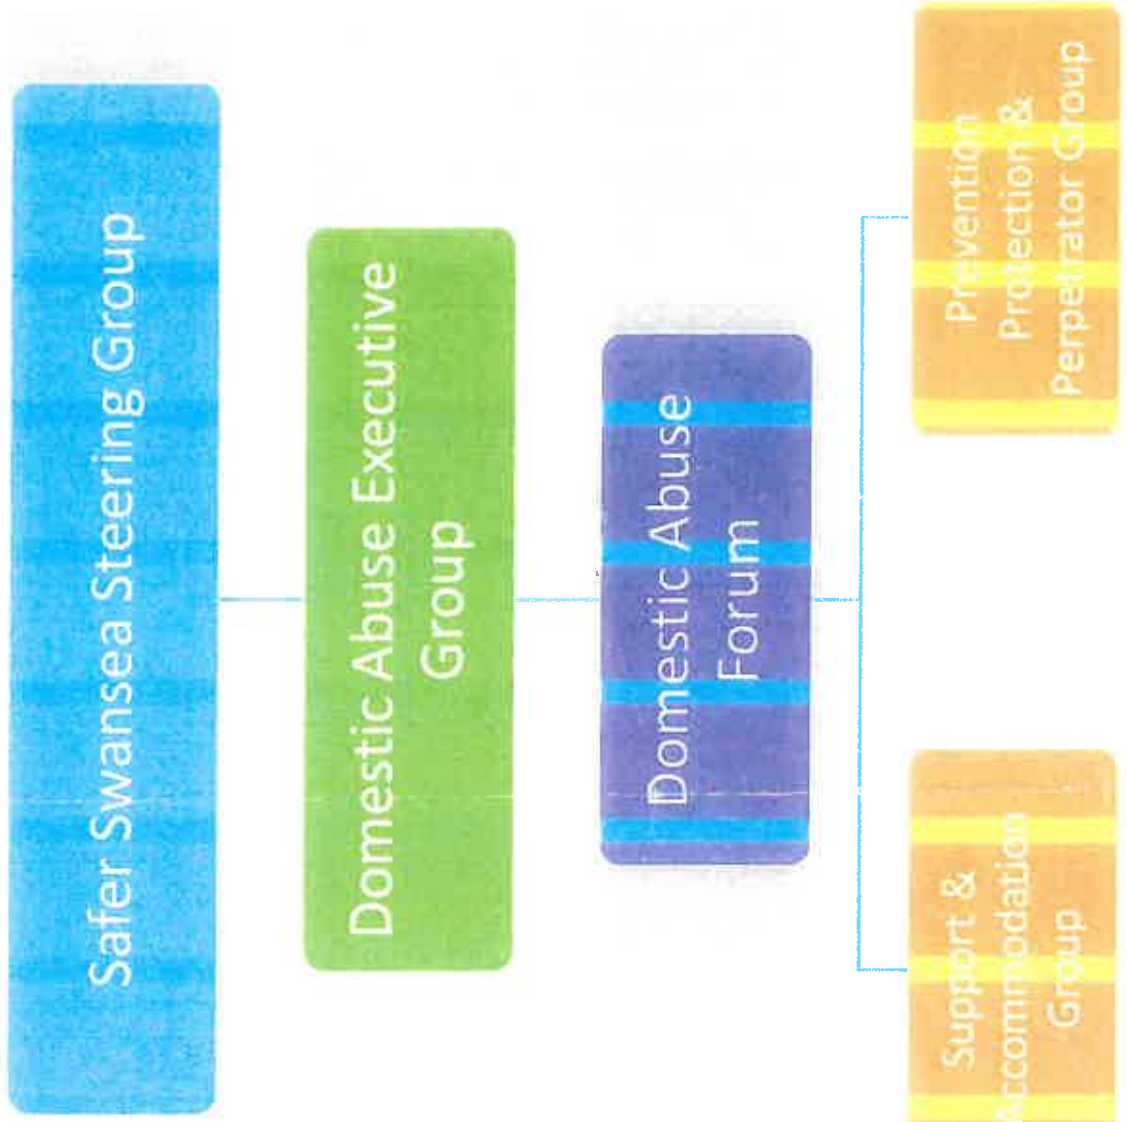 Safer Swansea Steering Group
Domestic Abuse Executive
Group
Domestic Abuse
Forum
Support &
Accommodation
Group
Prevention
Protection &
Perpetrator Group